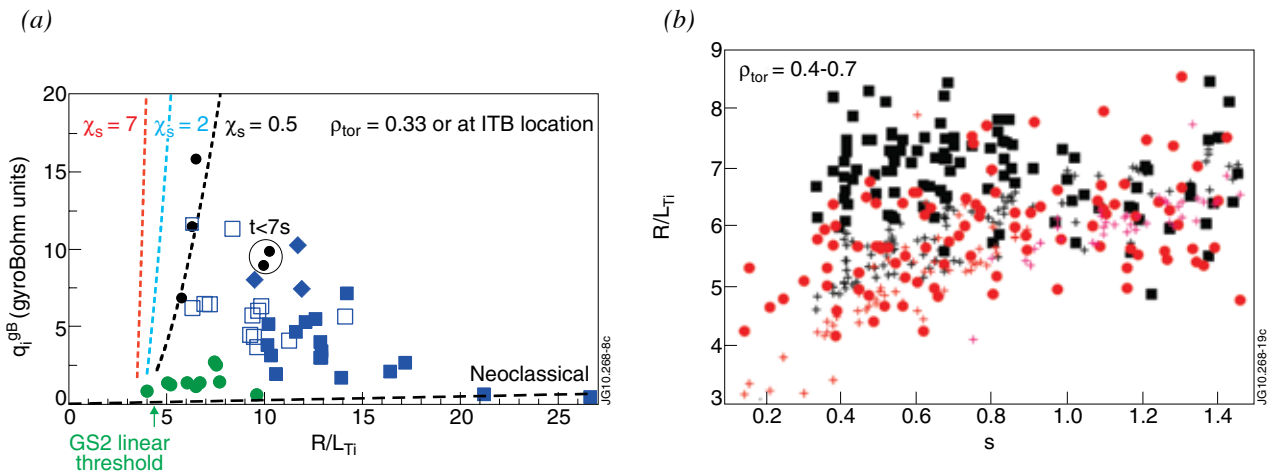 (a)
20
15
10
5
0
q_i^gB (gyroBohm units)
χs = 7
χs = 2
χs = 0.5
ρtor = 0.33 or at ITB location
t<7s
Neoclassical
0 5 10 15 20 25
GS2 linear
threshold
R/LTi
JG10.268-8c
(b)
9
8
7
6
5
4
3
R/LTi
ρtor = 0.4-0.7
0.2 0.4 0.6 0.8 1.0 1.2 1.4
s
JG10.268-19c